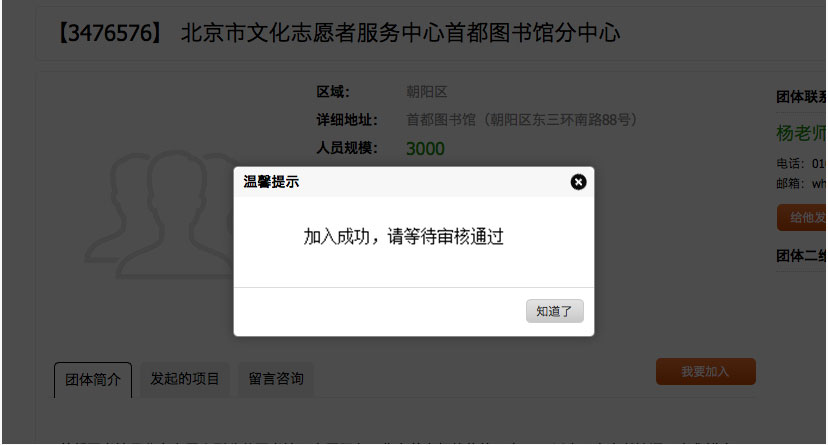 【3476576】 北京市文化志愿者服务中心首都图书馆分中心
区域： 朝阳区
详细地址： 首都图书馆（朝阳区东三环南路88号）
人员规模： 3000
团体联系
杨老师
电话：01
邮箱：wh
给他发
团体二维
温馨提示
加入成功，请等待审核通过
知道了
团体简介 发起的项目 留言咨询
我要加入